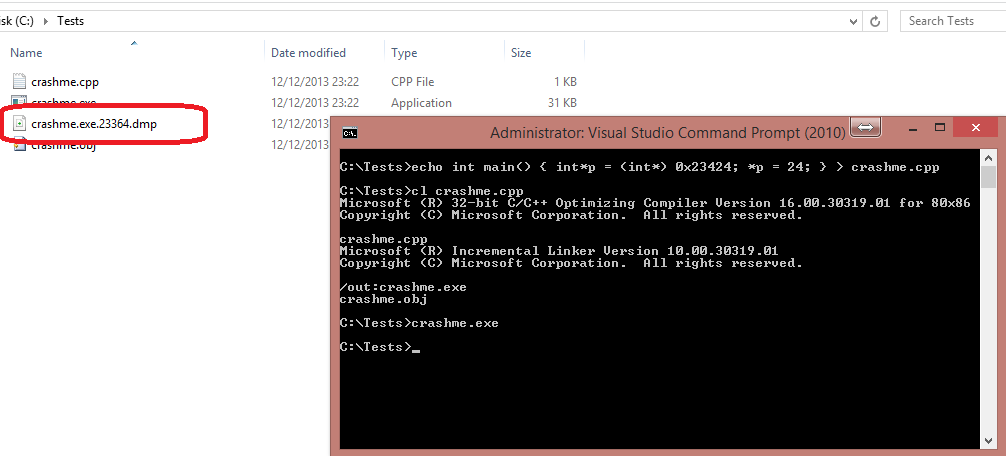 isk (C:) Tests Search Tests
Name Date modified Type Size
crashme.cpp 12/12/2013 23:22 CPP File 1 KB
crashme.exe 12/12/2013 23:22 Application 31 KB
crashme.exe.23364.dmp 12/12/2013
crashme.obj 12/12/2013
Administrator: Visual Studio Command Prompt (2010)
C:\Tests>echo int main() { int*p = (int*) 0x23424; *p = 24; } > crashme.cpp
C:\Tests>cl crashme.cpp
Microsoft (R) 32-bit C/C++ Optimizing Compiler Version 16.00.30319.01 for 80x86
Copyright (C) Microsoft Corporation.  All rights reserved.
crashme.cpp
Microsoft (R) Incremental Linker Version 10.00.30319.01
Copyright (C) Microsoft Corporation.  All rights reserved.
/out:crashme.exe
crashme.obj
C:\Tests>crashme.exe
C:\Tests>_